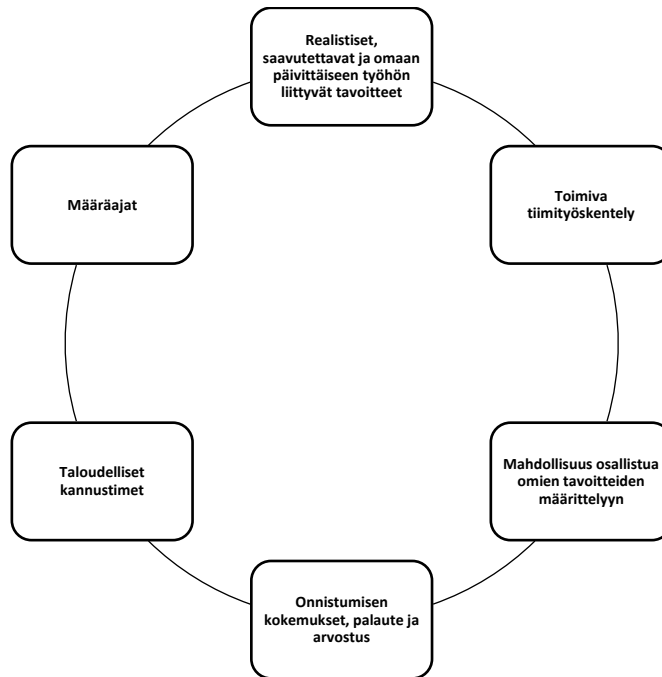 Realistiset,
saavutettavat ja omaan
päivittäiseen työhön
liittyvät tavoitteet
Toimiva
tiimityöskentely
Mahdollisuus osallistua
omien tavoitteiden
määrittelyyn
Onnistumisen
kokemukset, palaute ja
arvostus
Taloudelliset
kannustimet
Määräajat